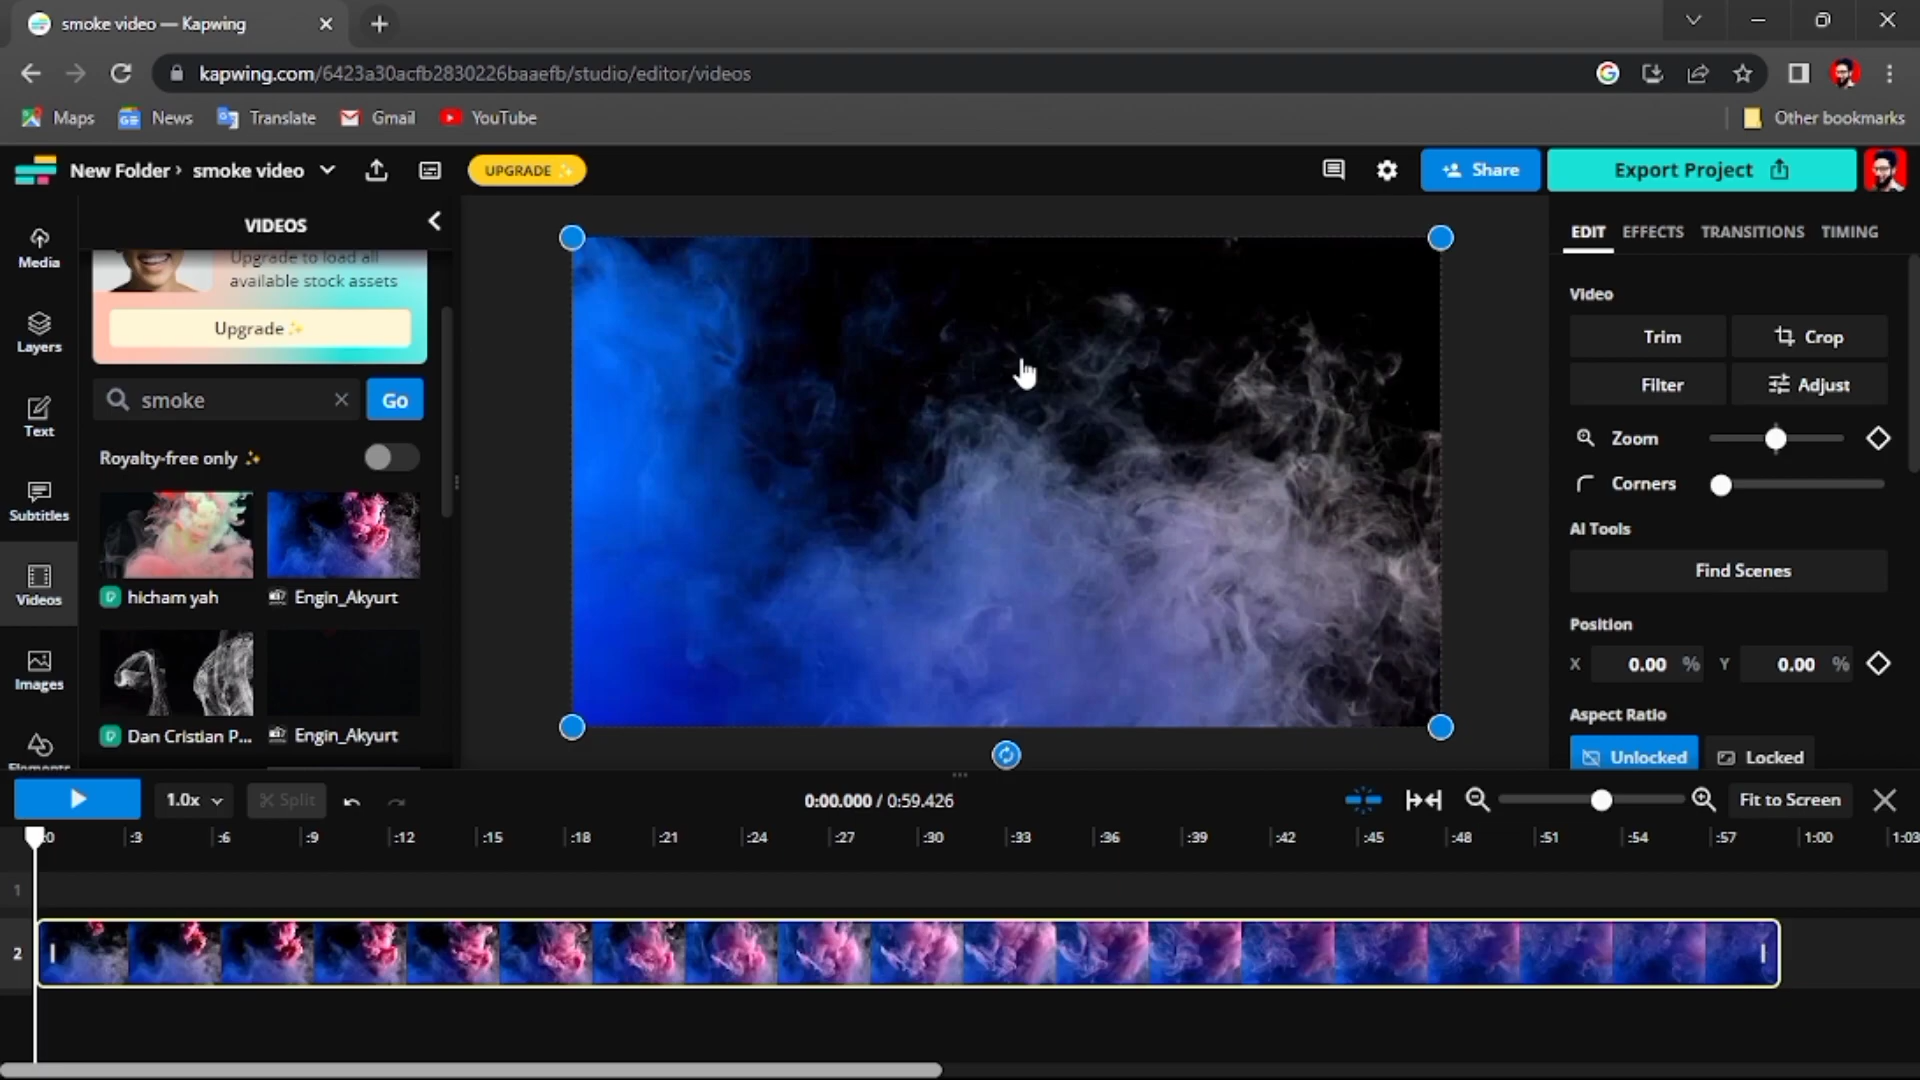 smoke video — Kapwing
kapwing.com/6423a30acfb2830226baaefb/studio/editor/videos
Maps News Translate Gmail YouTube Other bookmarks
New Folder › smoke video UPGRADE Share Export Project
VIDEOS
Media
Layers
Text
Subtitles
Videos
Images
Elements
Upgrade to load all
available stock assets
Upgrade
smoke Go
Royalty-free only
hicham yah Engin_Akyurt
Dan Cristian P... Engin_Akyurt
EDIT EFFECTS TRANSITIONS TIMING
Video
Trim Crop
Filter Adjust
Zoom
Corners
AI Tools
Find Scenes
Position
X 0.00 % Y 0.00 %
Aspect Ratio
Unlocked Locked
1.0x Split 0:00.000 / 0:59.426 Fit to Screen
:0 :3 :6 :9 :12 :15 :18 :21 :24 :27 :30 :33 :36 :39 :42 :45 :48 :51 :54 :57 1:00 1:03
1
2